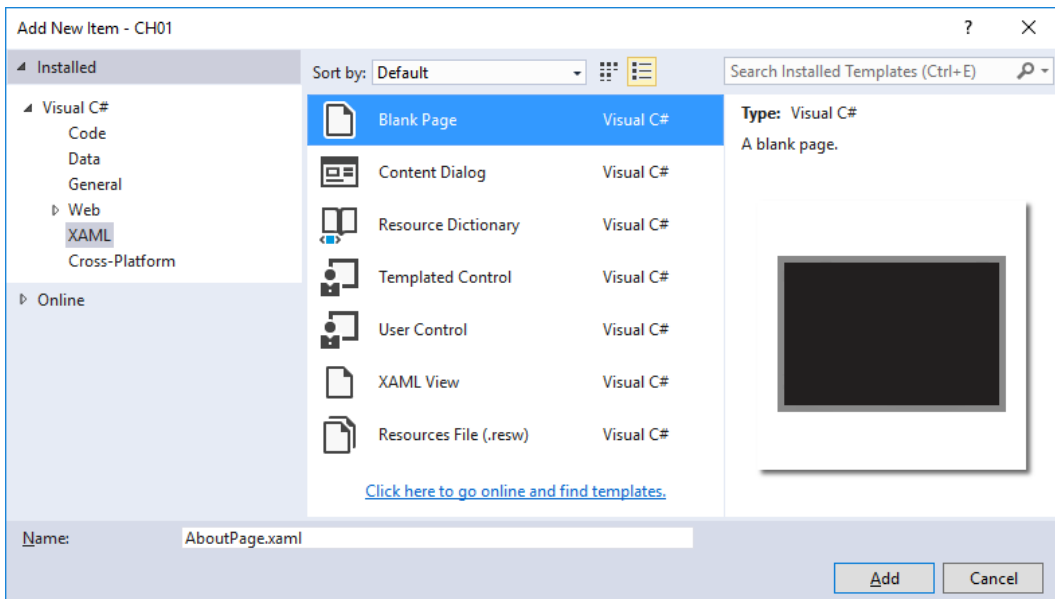 Add New Item - CH01
?
Installed
Sort by: Default
Search Installed Templates (Ctrl+E)
Visual C#
Code
Data
General
Web
XAML
Cross-Platform
Online
Blank Page Visual C#
Content Dialog Visual C#
Resource Dictionary Visual C#
Templated Control Visual C#
User Control Visual C#
XAML View Visual C#
Resources File (.resw) Visual C#
Click here to go online and find templates.
Type: Visual C#
A blank page.
Name: AboutPage.xaml
Add Cancel